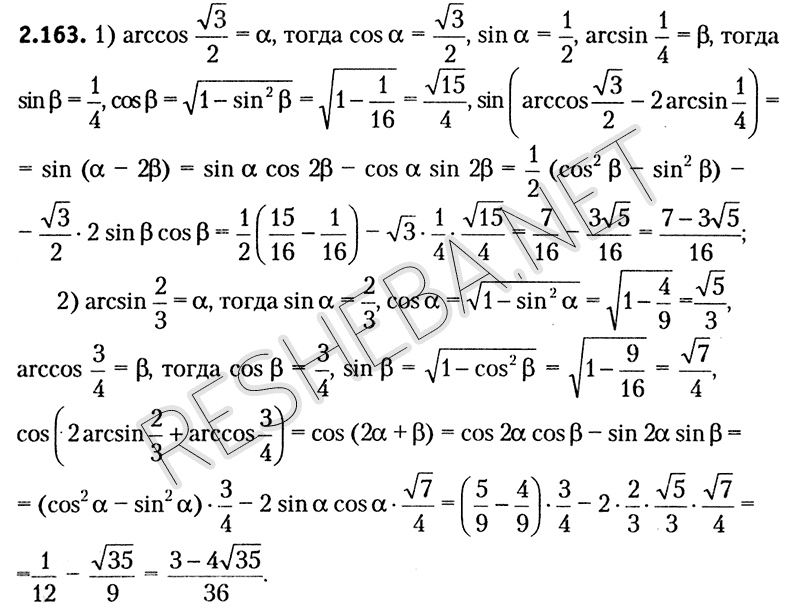 2.163. 1) arccos √3/2 = α, тогда cos α = √3/2, sin α = 1/2, arcsin 1/4 = β, тогда
sin β = 1/4, cos β = √(1 − sin² β) = √(1 − 1/16) = √15/4, sin(arccos √3/2 − 2 arcsin 1/4) =
= sin (α − 2β) = sin α cos 2β − cos α sin 2β = 1/2 (cos² β − sin² β) −
− √3/2 · 2 sin β cos β = 1/2 (15/16 − 1/16) − √3 · 1/4 · √15/4 = 7/16 − 3√5/16 = (7 − 3√5)/16;
2) arcsin 2/3 = α, тогда sin α = 2/3, cos α = √(1 − sin² α) = √(1 − 4/9) = √5/3,
arccos 3/4 = β, тогда cos β = 3/4, sin β = √(1 − cos² β) = √(1 − 9/16) = √7/4,
cos(2 arcsin 2/3 + arccos 3/4) = cos (2α + β) = cos 2α cos β − sin 2α sin β =
= (cos² α − sin² α) · 3/4 − 2 sin α cos α · √7/4 = (5/9 − 4/9) · 3/4 − 2 · 2/3 · √5/3 · √7/4 =
= 1/12 − √35/9 = (3 − 4√35)/36.
RESHEBA.NET